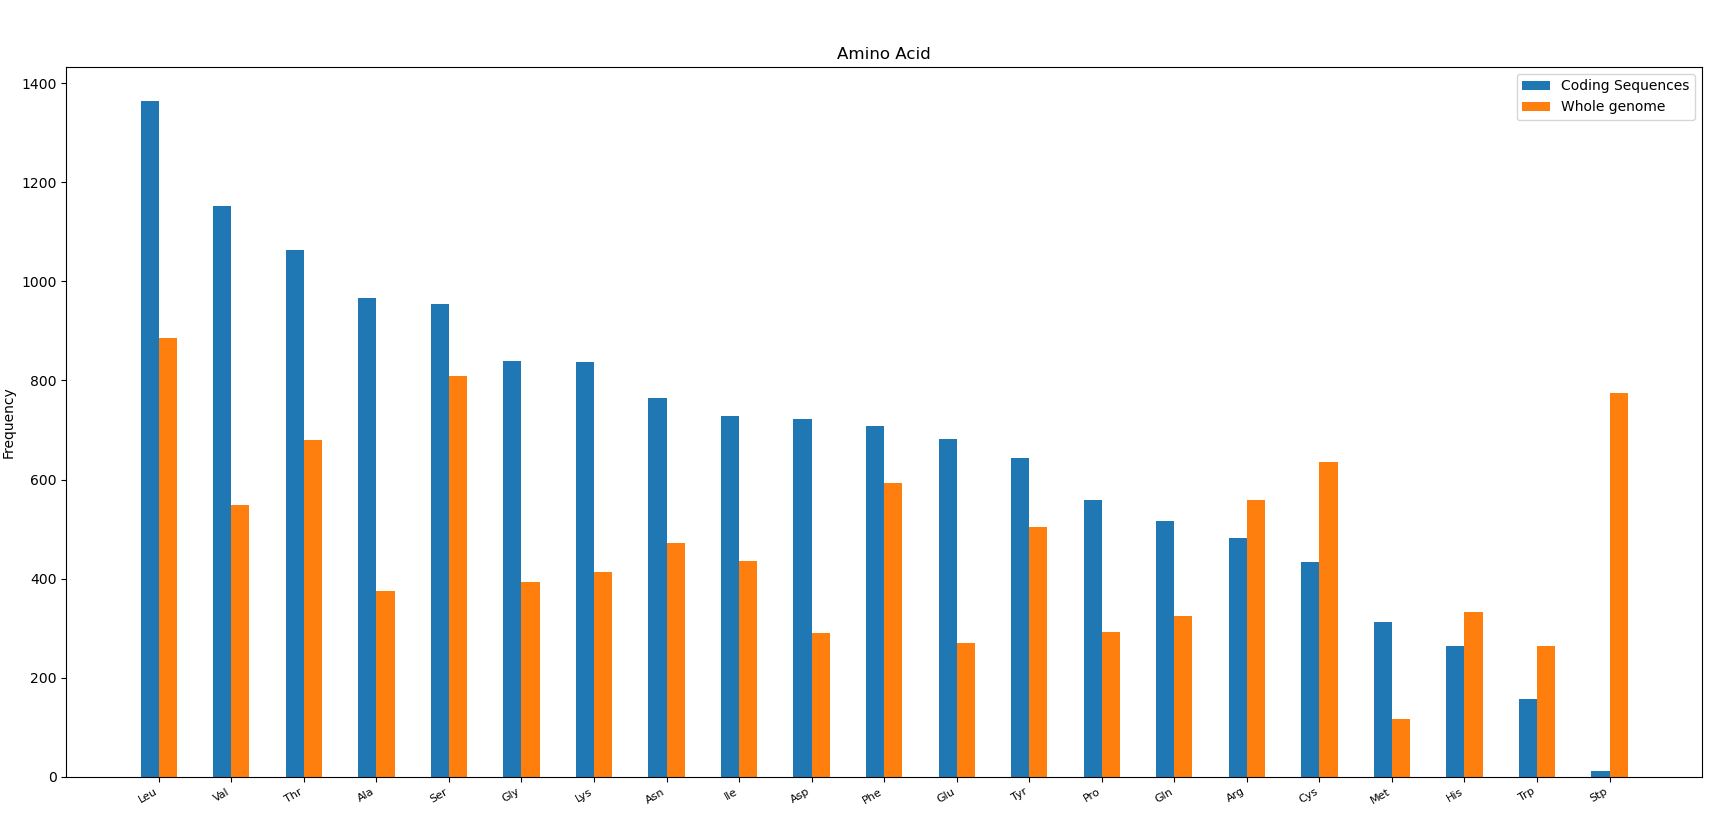 Amino Acid
Coding Sequences
Whole genome
Frequency
1400
1200
1000
800
600
400
200
0
Leu Val Thr Ala Ser Gly Lys Asn Ile Asp Phe Glu Tyr Pro Gln Arg Cys Met His Trp Stp